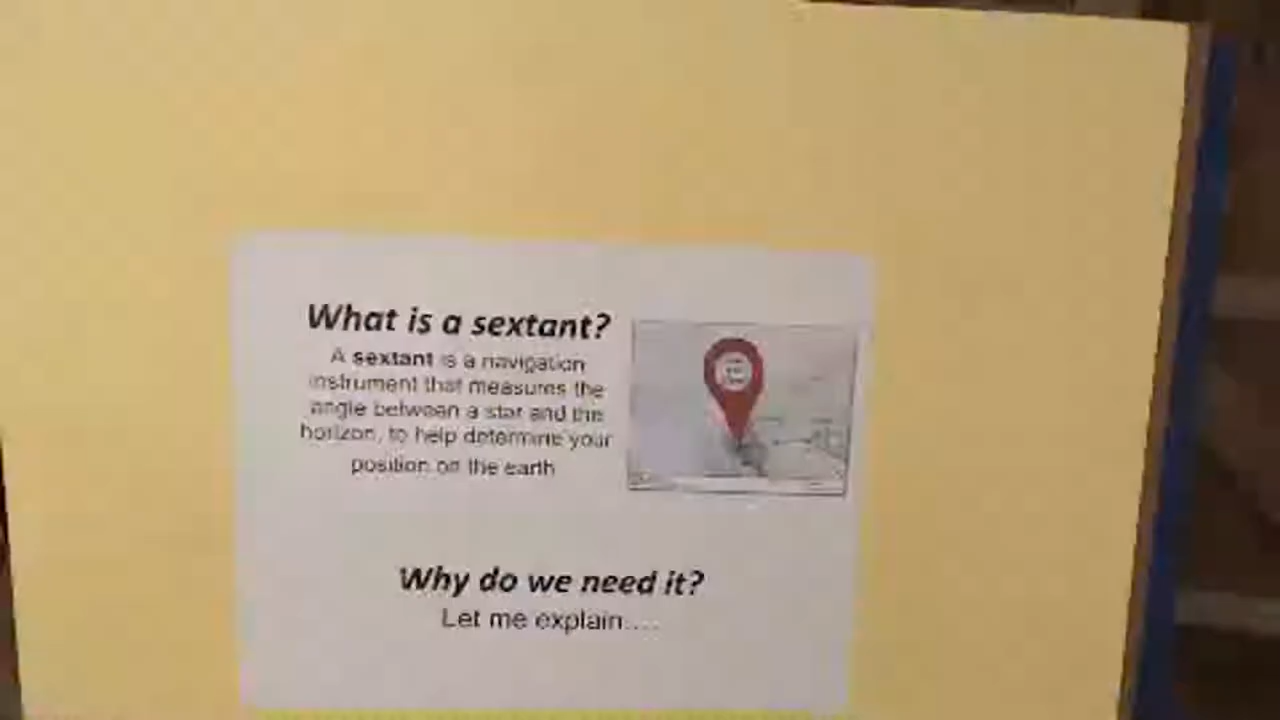 What is a sextant?
A sextant is a navigation
instrument that measures the
angle between a star and the
horizon, to help determine your
position on the earth
Why do we need it?
Let me explain....